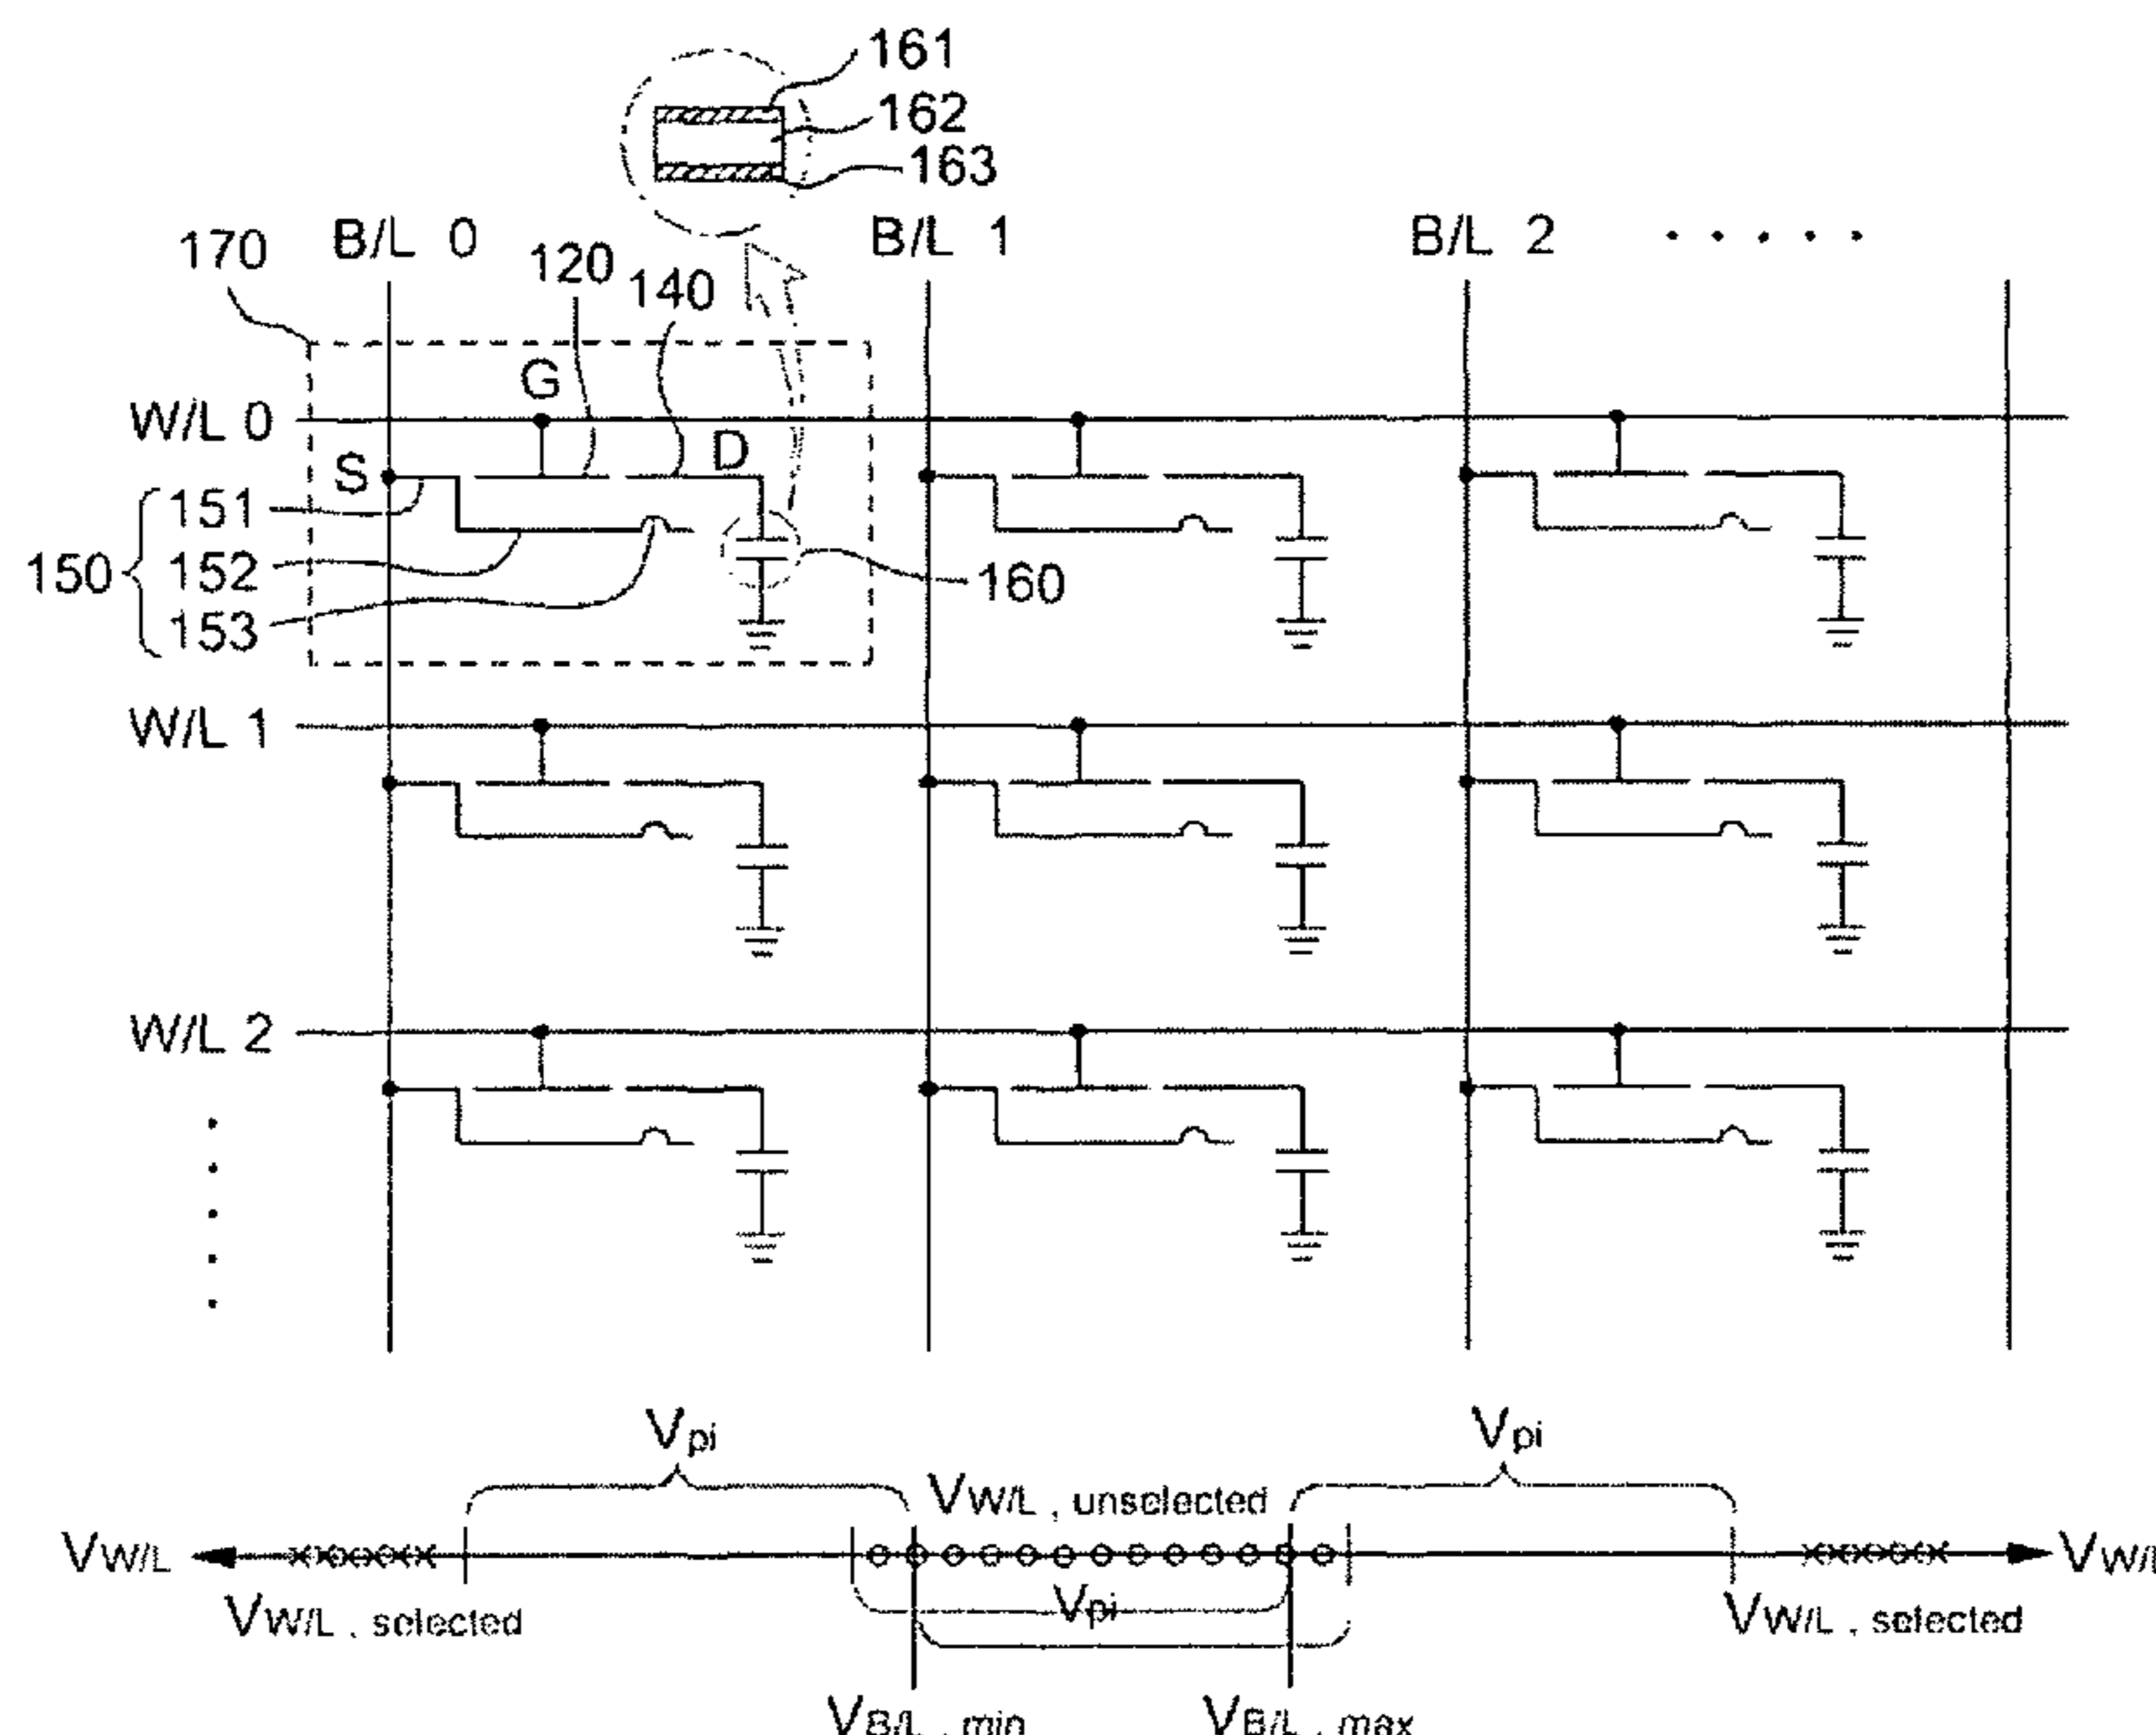 161
162
163
170
B/L 0
120
140
B/L 1
B/L 2 . . . . .
G
W/L 0
S
D
150
151
152
153
160
W/L 1
W/L 2
Vpi
Vpi
VW/L , unselected
VW/L
VW/L
Vpi
VW/L , selected
VW/L , selected
VB/L , min
VB/L , max